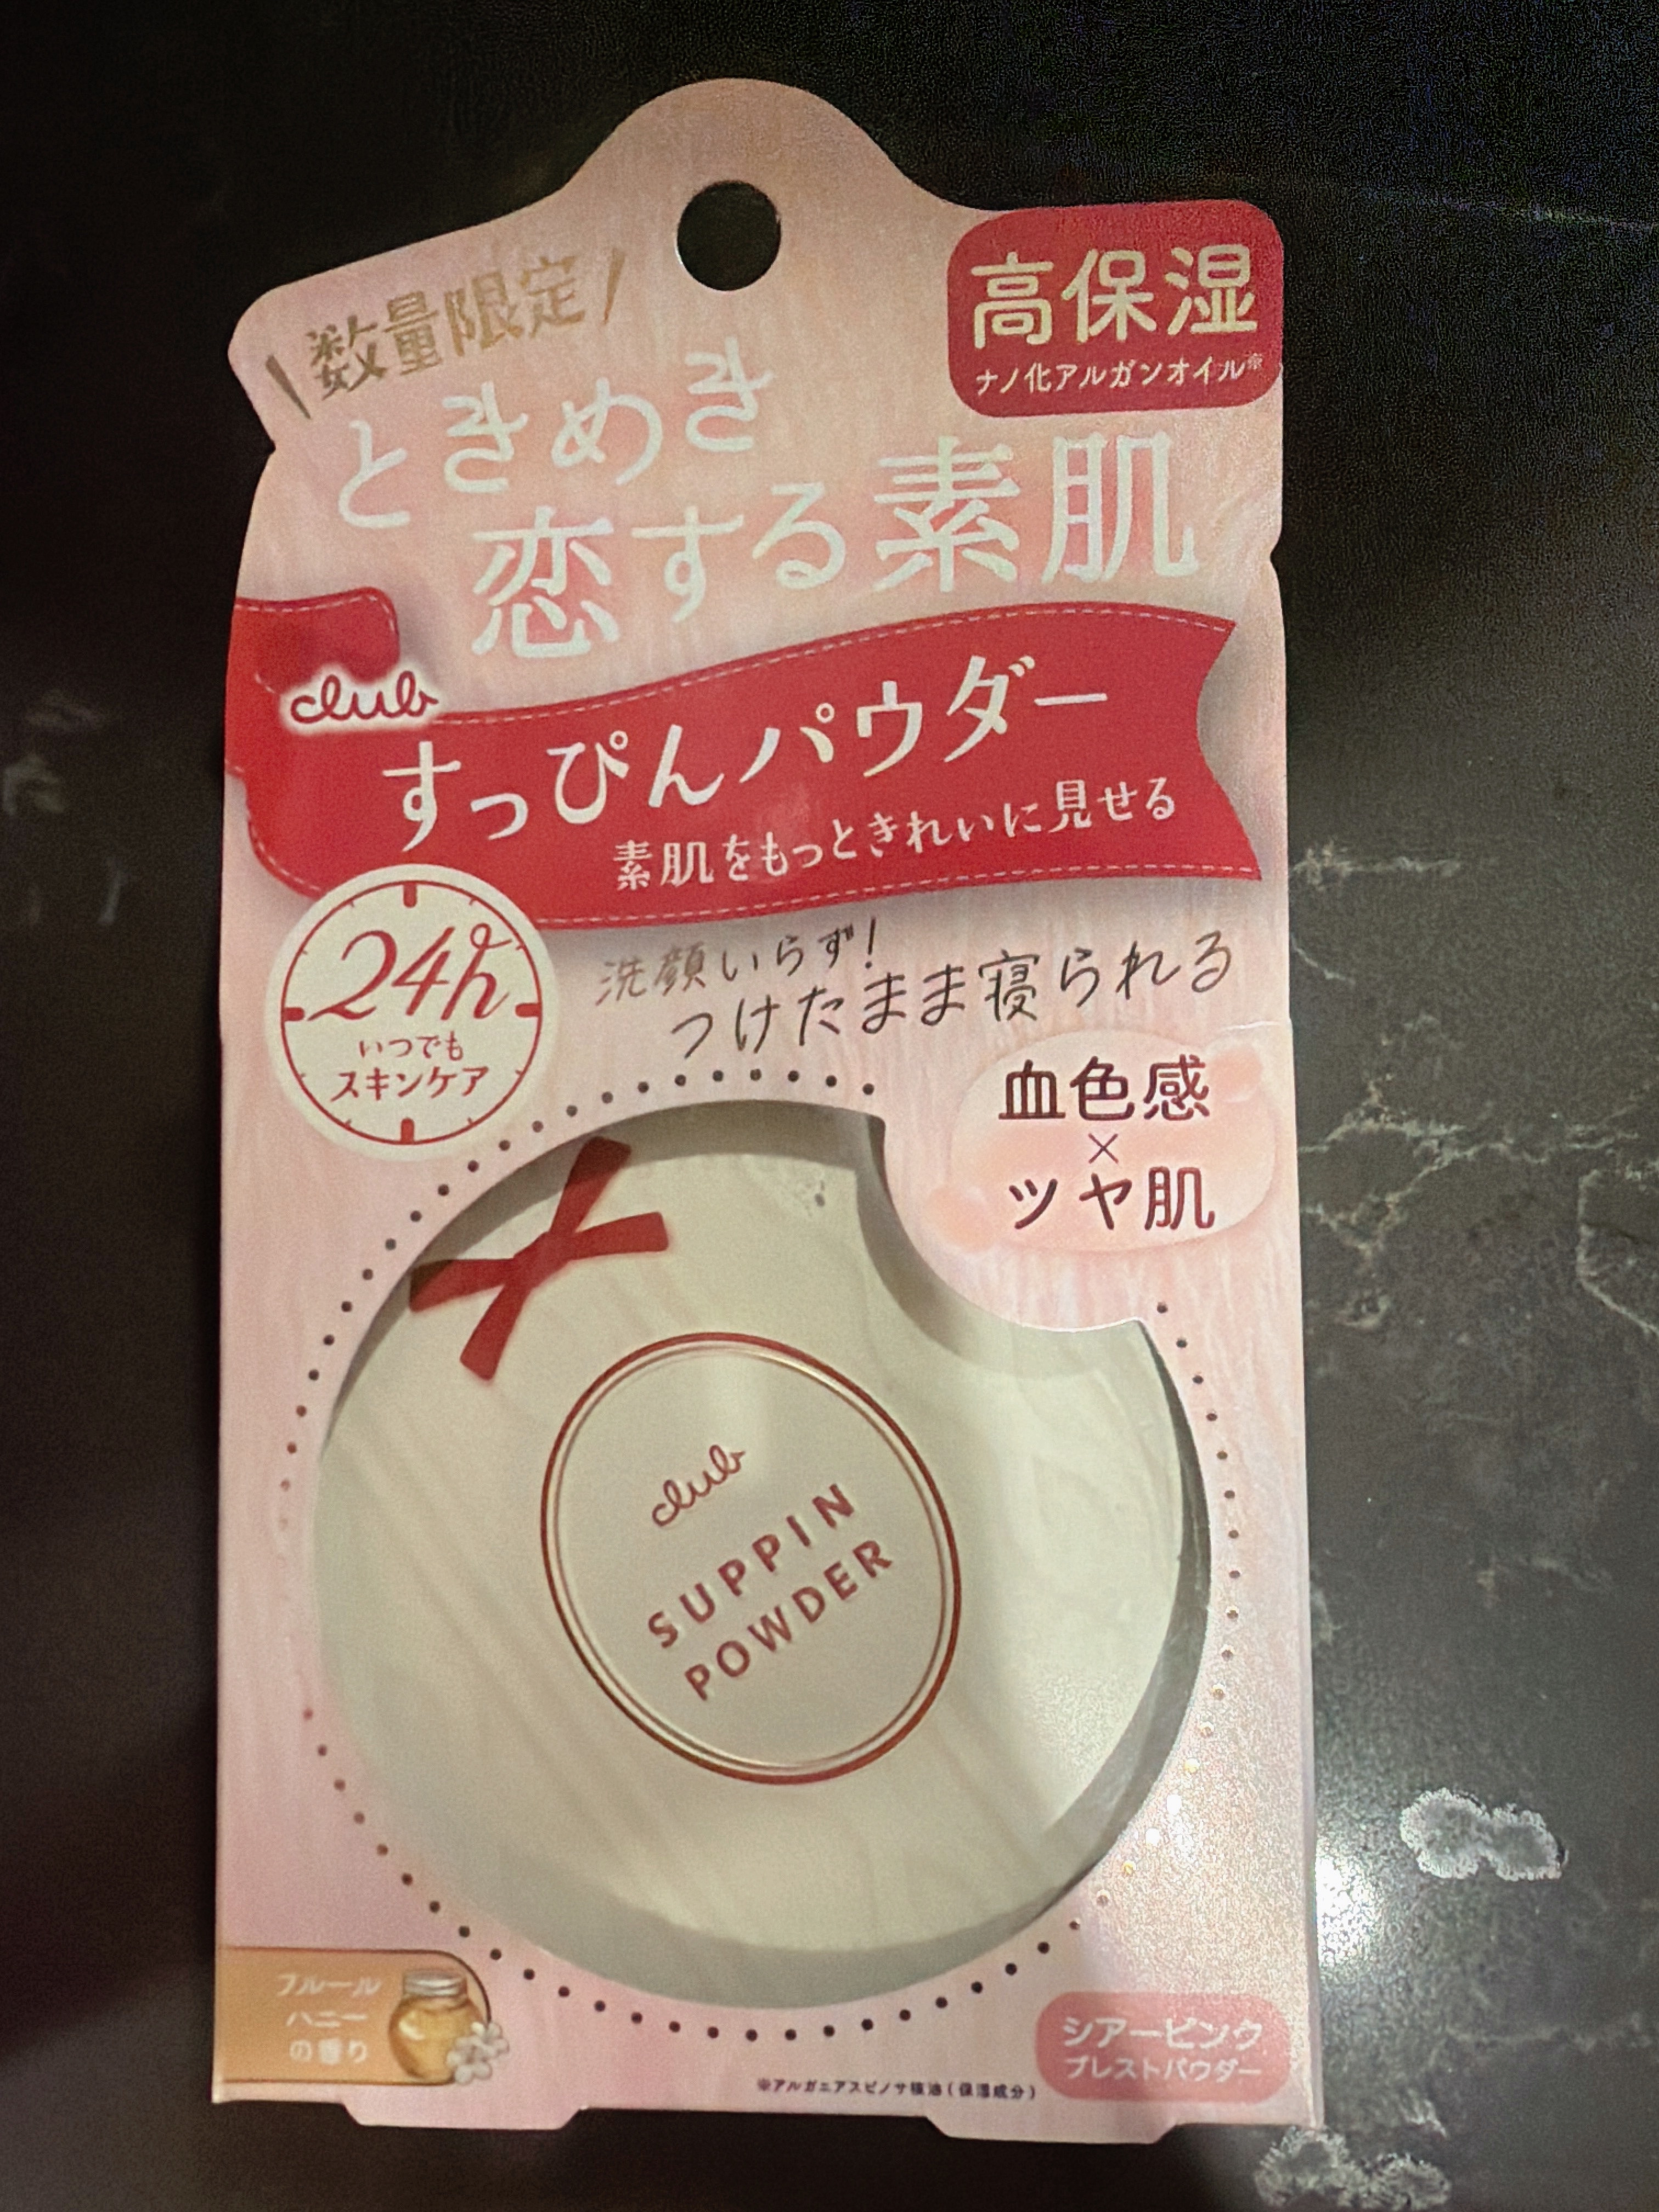 数量限定
高保湿
ナノ化アルガンオイル※
ときめき
恋する素肌
club
すっぴんパウダー
素肌をもっときれいに見せる
24h
いつでも
スキンケア
洗顔いらず!
つけたまま寝られる
血色感
×
ツヤ肌
club
SUPPIN
POWDER
フルール
ハニー
の香り
シアーピンク
プレストパウダー
※アルガニアスピノサ核油(保湿成分)